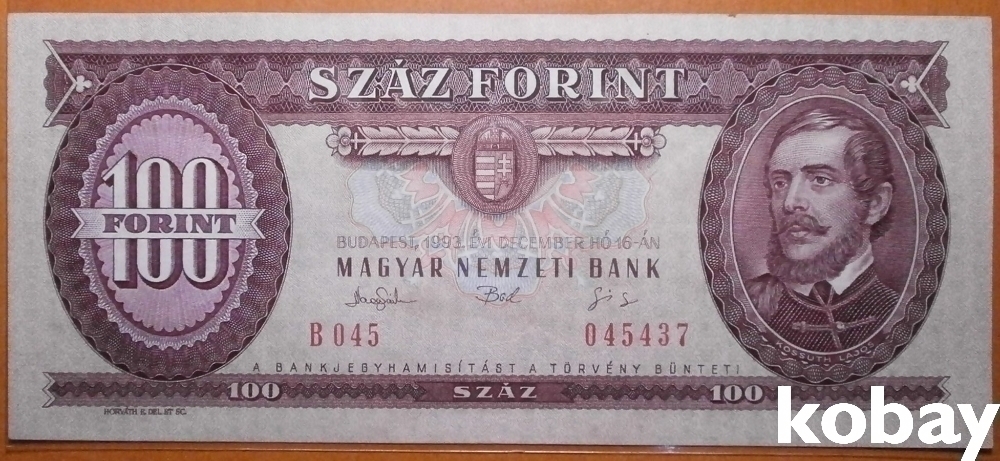 SZÁZ FORINT
100
FORINT
BUDAPEST, 1993. ÉVI DECEMBER HÓ 16-ÁN
MAGYAR NEMZETI BANK
B 045 045437
KOSSUTH LAJOS
A BANKJEGYHAMISÍTÁST A TÖRVÉNY BÜNTETI
100 SZÁZ 100
HORVÁTH E. DEL. ET SC.
kobay